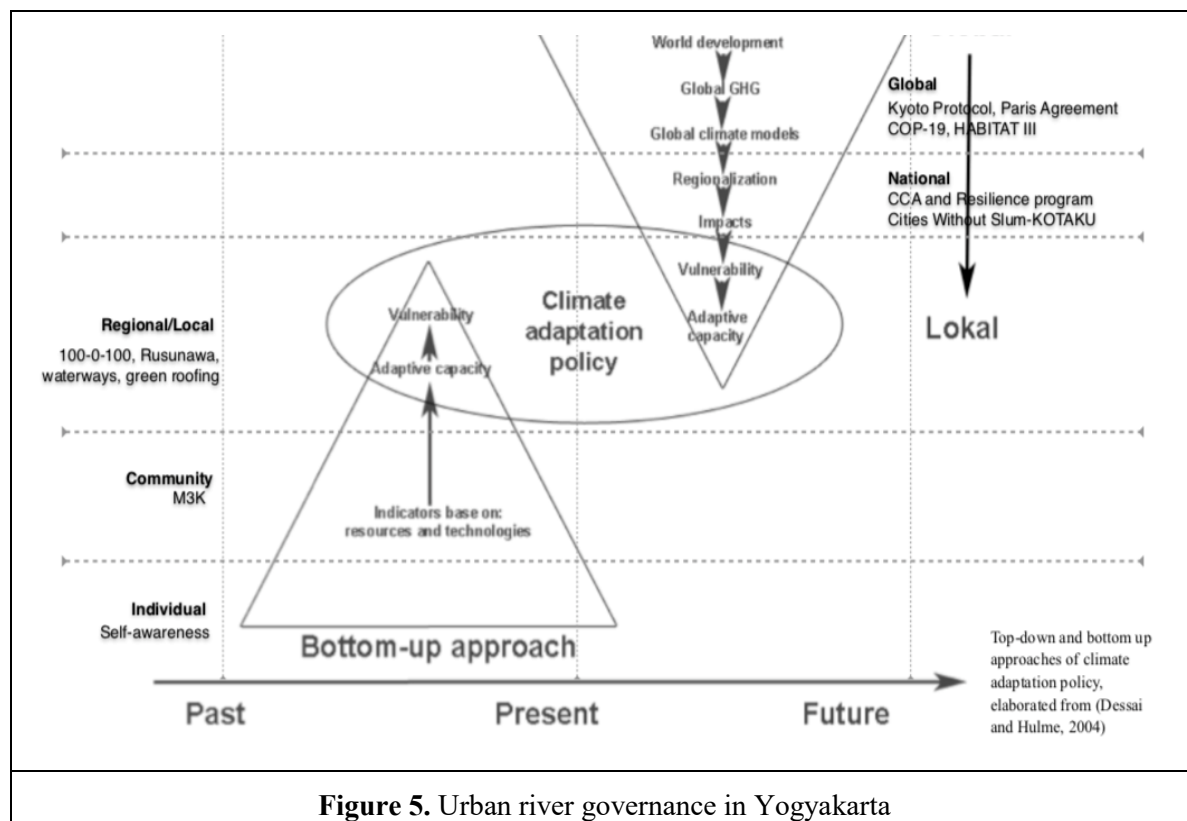 World development
Global GHG
Global climate models
Regionalization
Impacts
Vulnerability
Adaptive
capacity
Global
Kyoto Protocol, Paris Agreement
COP-19, HABITAT III
National
CCA and Resilience program
Cities Without Slum-KOTAKU
Lokal
Climate
adaptation
policy
Vulnerability
Adaptive capacity
Indicators base on:
resources and technologies
Regional/Local
100-0-100, Rusunawa,
waterways, green roofing
Community
M3K
Individual
Self-awareness
Bottom-up approach
Past
Present
Future
Top-down and bottom up
approaches of climate
adaptation policy,
elaborated from (Dessai
and Hulme, 2004)
Figure 5. Urban river governance in Yogyakarta